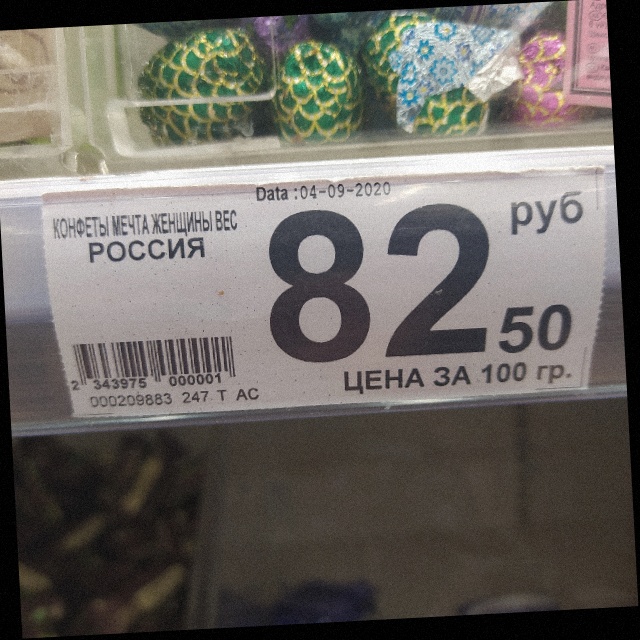 Data :04-09-2020
КОНФЕТЫ МЕЧТА ЖЕНЩИНЫ ВЕС
РОССИЯ
82 50 руб
ЦЕНА ЗА 100 гр.
2 343975 000001
000209883 247 Т АС